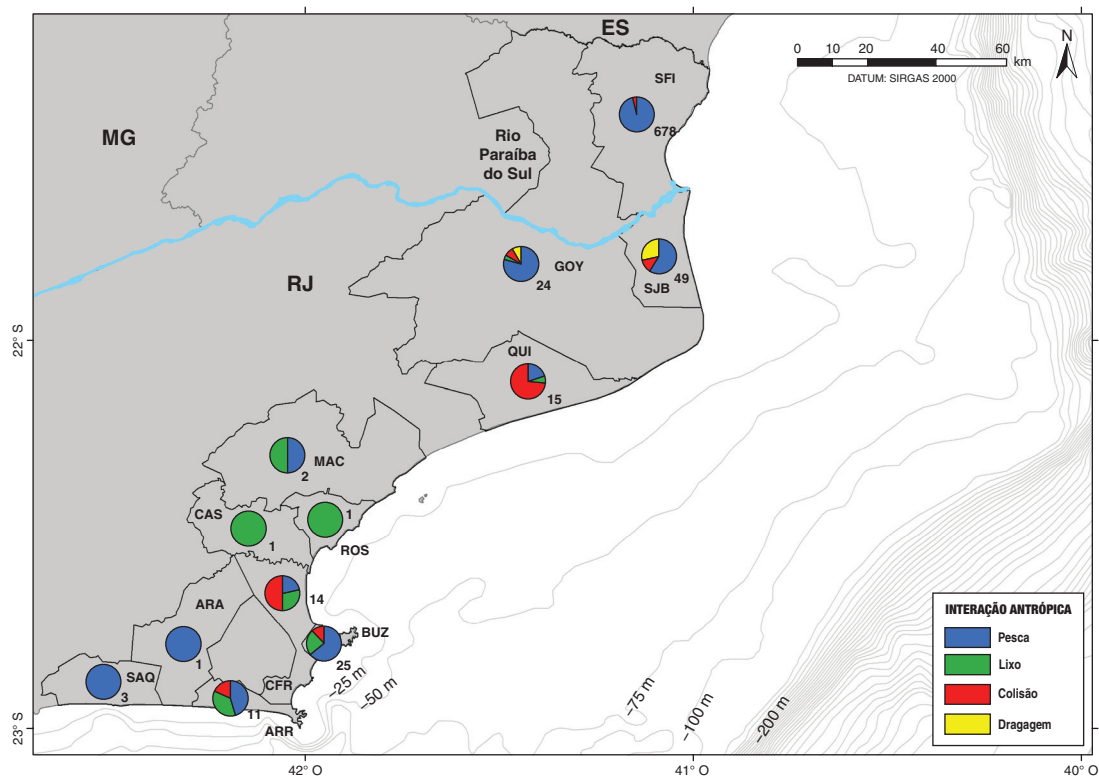 ES
N
0 10 20 40 60
km
DATUM: SIRGAS 2000
SFI
678
MG
Rio
Paraíba
do Sul
RJ
GOY
24
SJB
49
22° S
QUI
15
MAC
2
CAS
1
1
ROS
14
ARA
1
BUZ
25
SAQ
3
CFR
11
ARR
–25 m
–50 m
–75 m
–100 m
–200 m
INTERAÇÃO ANTRÓPICA
Pesca
Lixo
Colisão
Dragagem
23° S
42° O
41° O
40° O